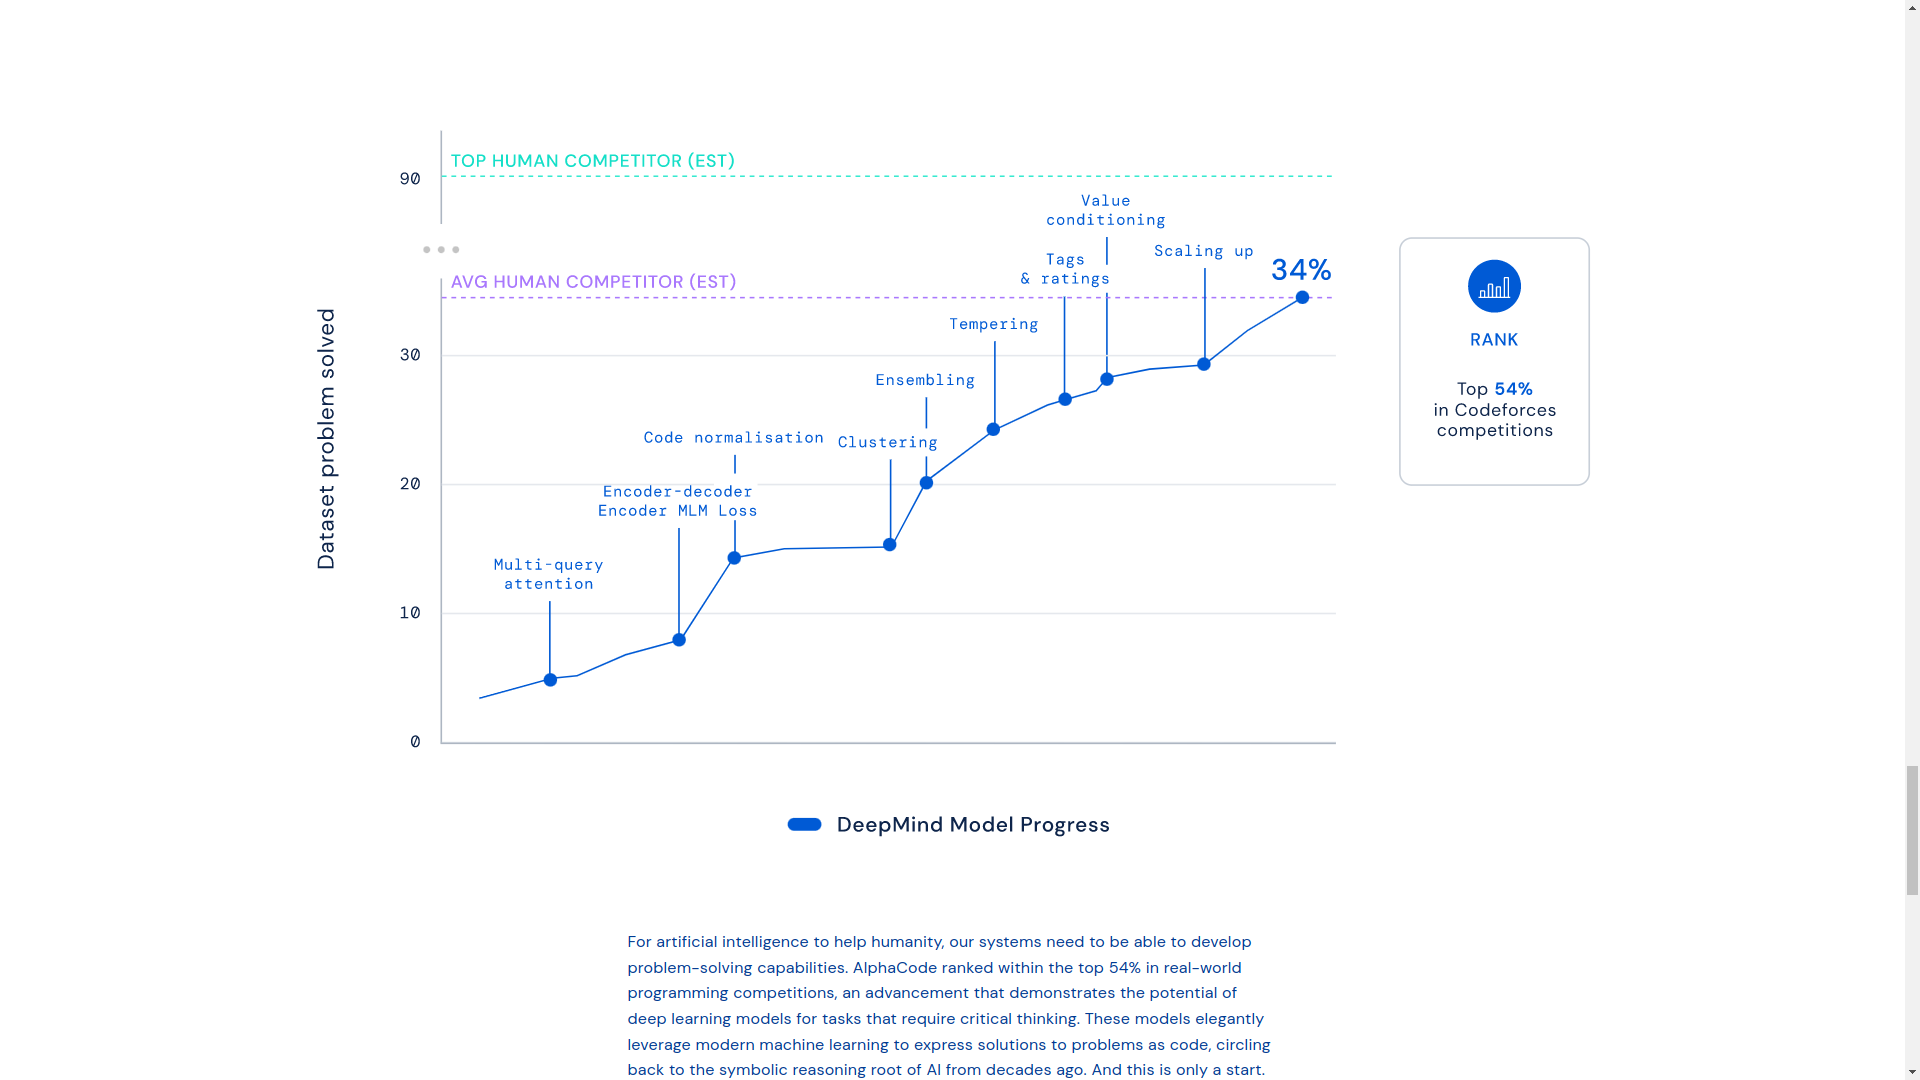 TOP HUMAN COMPETITOR (EST)
90
Value
conditioning
Scaling up
Tags
& ratings
34%
AVG HUMAN COMPETITOR (EST)
Tempering
30
Ensembling
Code normalisation
Clustering
20
Encoder-decoder
Encoder MLM Loss
Multi-query
attention
10
0
Dataset problem solved
RANK
Top 54%
in Codeforces
competitions
DeepMind Model Progress
For artificial intelligence to help humanity, our systems need to be able to develop
problem-solving capabilities. AlphaCode ranked within the top 54% in real-world
programming competitions, an advancement that demonstrates the potential of
deep learning models for tasks that require critical thinking. These models elegantly
leverage modern machine learning to express solutions to problems as code, circling
back to the symbolic reasoning root of AI from decades ago. And this is only a start.